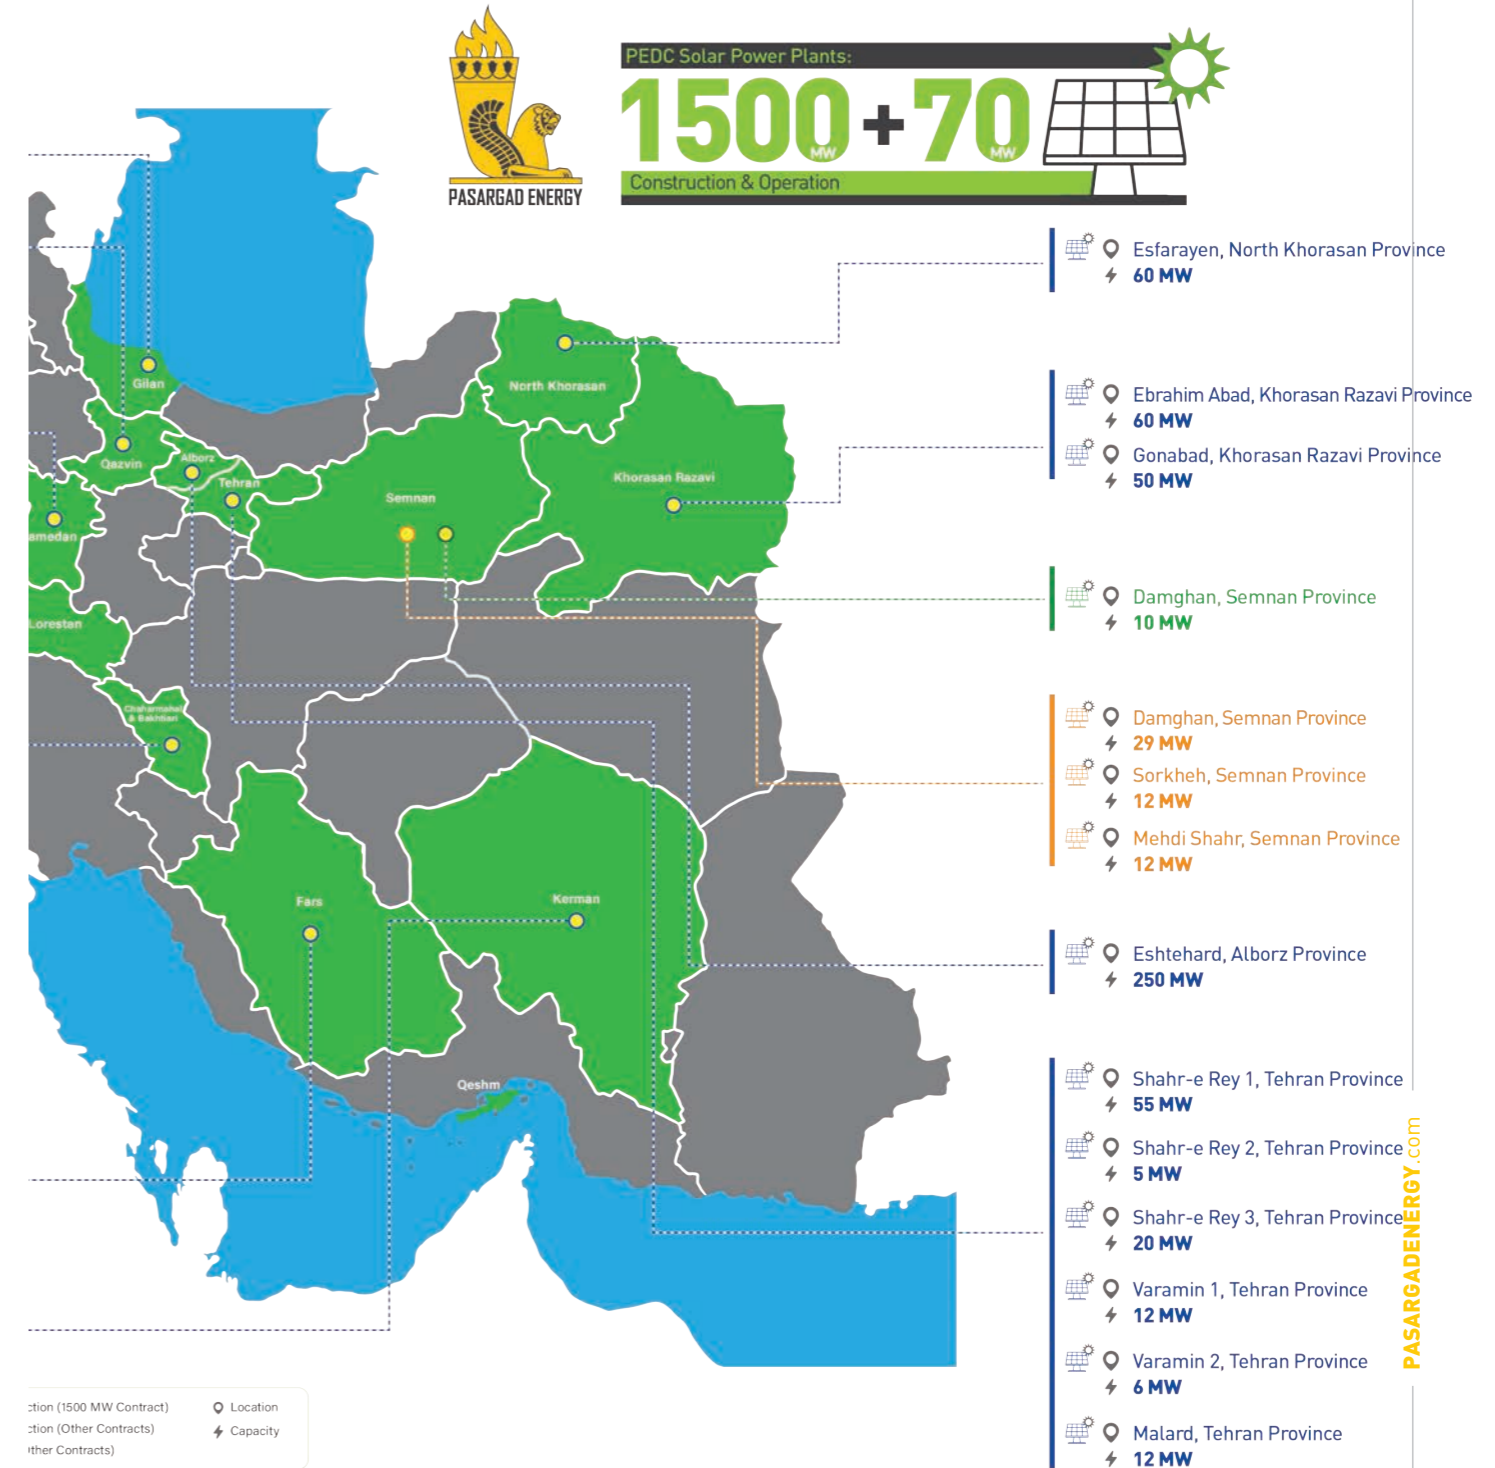 PASARGAD ENERGY
PEDC Solar Power Plants:
1500 MW + 70 MW
Construction & Operation
Esfarayen, North Khorasan Province
60 MW
Ebrahim Abad, Khorasan Razavi Province
60 MW
Gonabad, Khorasan Razavi Province
50 MW
Damghan, Semnan Province
10 MW
Damghan, Semnan Province
29 MW
Sorkheh, Semnan Province
12 MW
Mehdi Shahr, Semnan Province
12 MW
Eshtehard, Alborz Province
250 MW
Shahr-e Rey 1, Tehran Province
55 MW
Shahr-e Rey 2, Tehran Province
5 MW
Shahr-e Rey 3, Tehran Province
20 MW
Varamin 1, Tehran Province
12 MW
Varamin 2, Tehran Province
6 MW
Malard, Tehran Province
12 MW
Gilan
North Khorasan
Qazvin
Alborz
Tehran
Semnan
Khorasan Razavi
amedan
Lorestan
Chaharmahal
& Bakhtiari
Fars
Kerman
Qeshm
ction (1500 MW Contract)
ction (Other Contracts)
ther Contracts)
Location
Capacity
PASARGADENERGY.com